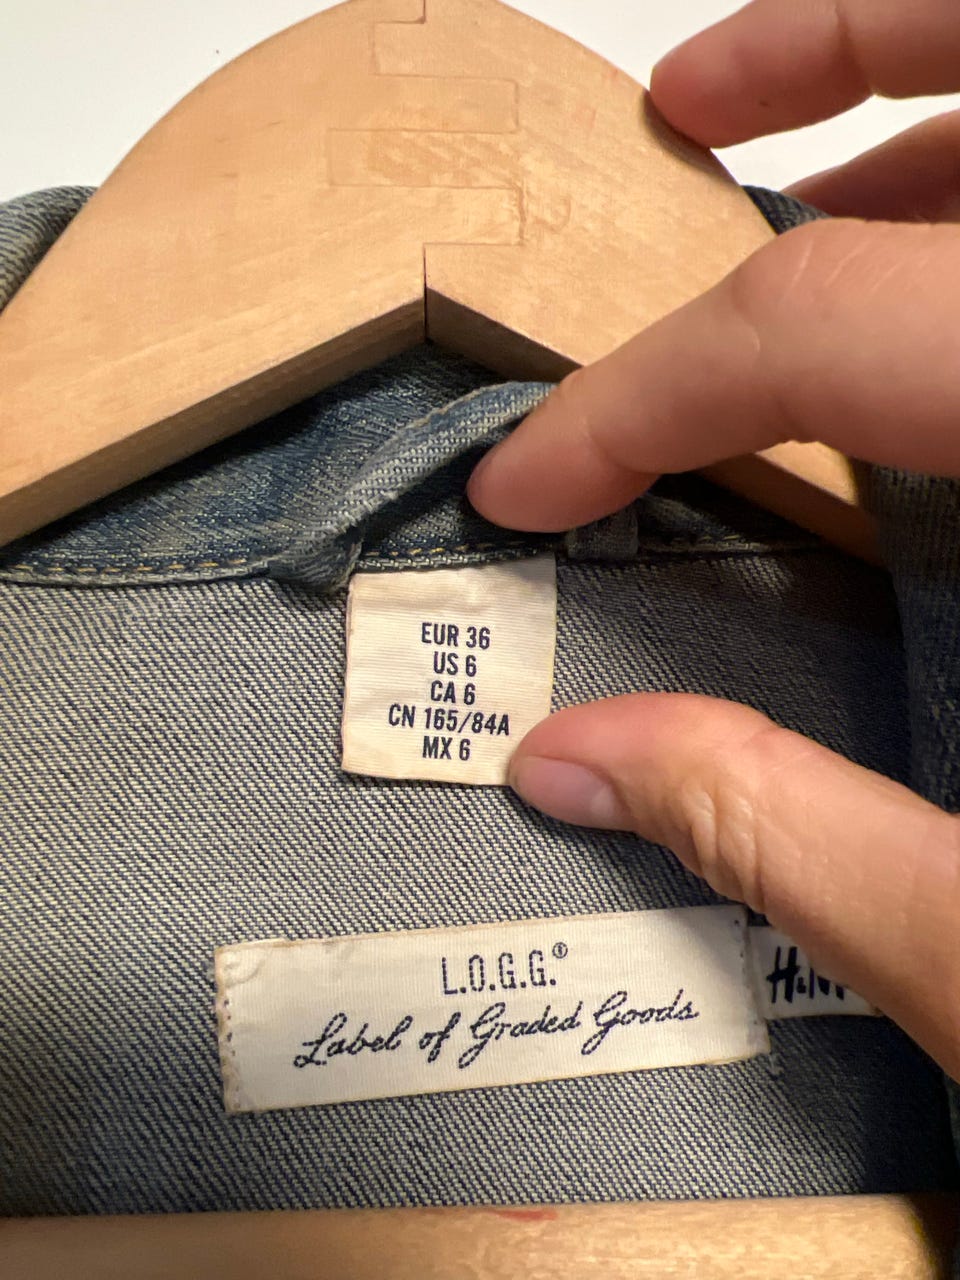 EUR 36
US 6
CA 6
CN 165/84A
MX 6
L.O.G.G.®
Label of Graded Goods